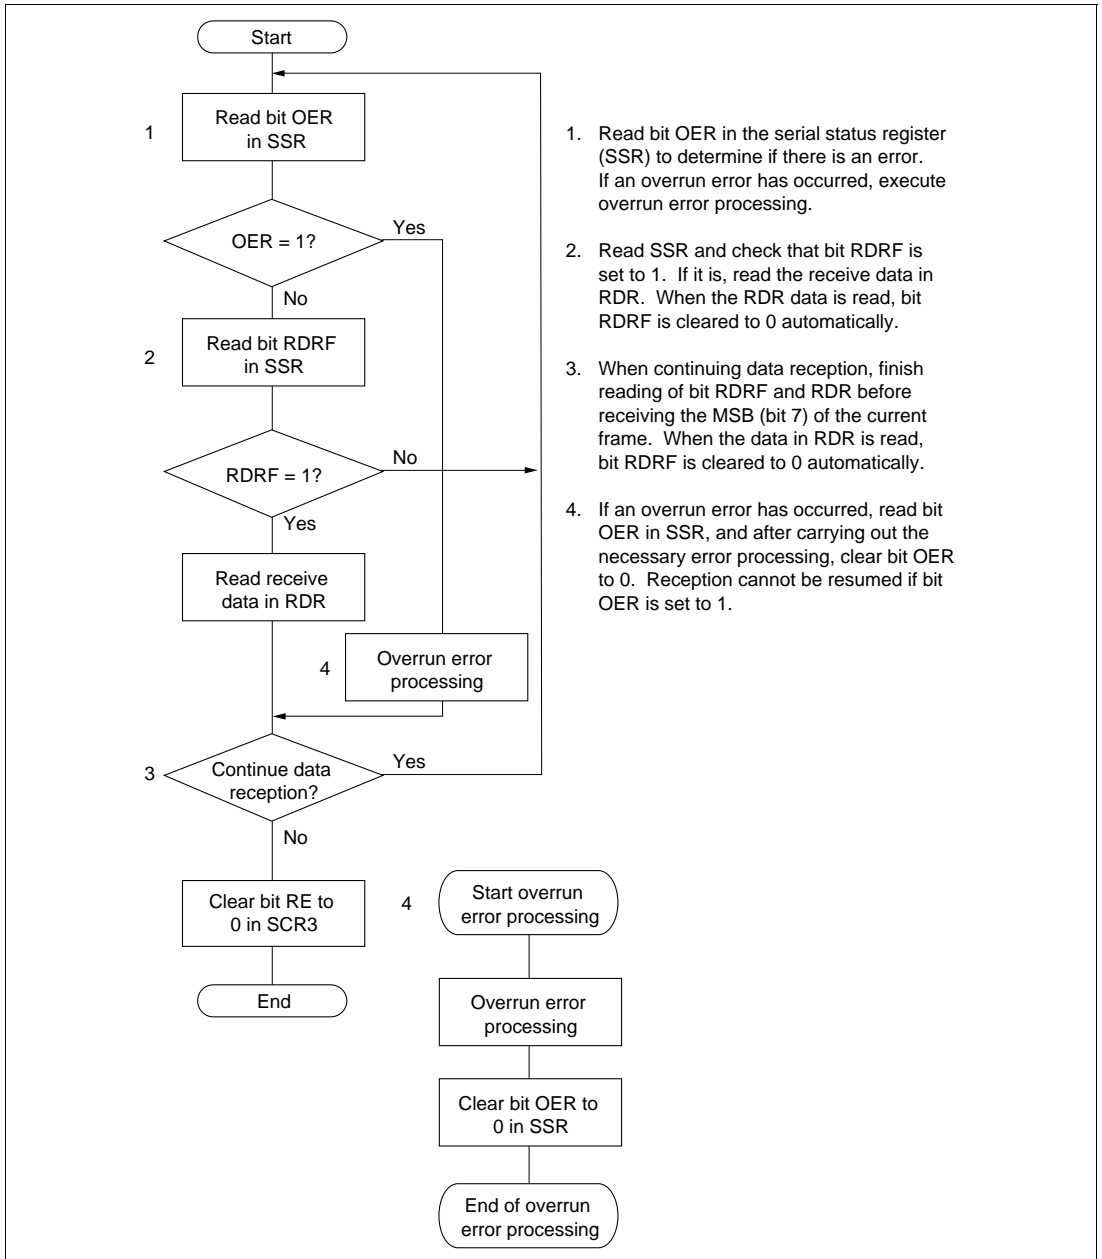 Start
1
Read bit OER
in SSR
OER = 1?
Yes
No
2
Read bit RDRF
in SSR
RDRF = 1?
No
Yes
Read receive
data in RDR
4
Overrun error
processing
3
Continue data
reception?
Yes
No
Clear bit RE to
0 in SCR3
End
4
Start overrun
error processing
Overrun error
processing
Clear bit OER to
0 in SSR
End of overrun
error processing
1. Read bit OER in the serial status register
(SSR) to determine if there is an error.
If an overrun error has occurred, execute
overrun error processing.
2. Read SSR and check that bit RDRF is
set to 1. If it is, read the receive data in
RDR. When the RDR data is read, bit
RDRF is cleared to 0 automatically.
3. When continuing data reception, finish
reading of bit RDRF and RDR before
receiving the MSB (bit 7) of the current
frame. When the data in RDR is read,
bit RDRF is cleared to 0 automatically.
4. If an overrun error has occurred, read bit
OER in SSR, and after carrying out the
necessary error processing, clear bit OER
to 0. Reception cannot be resumed if bit
OER is set to 1.